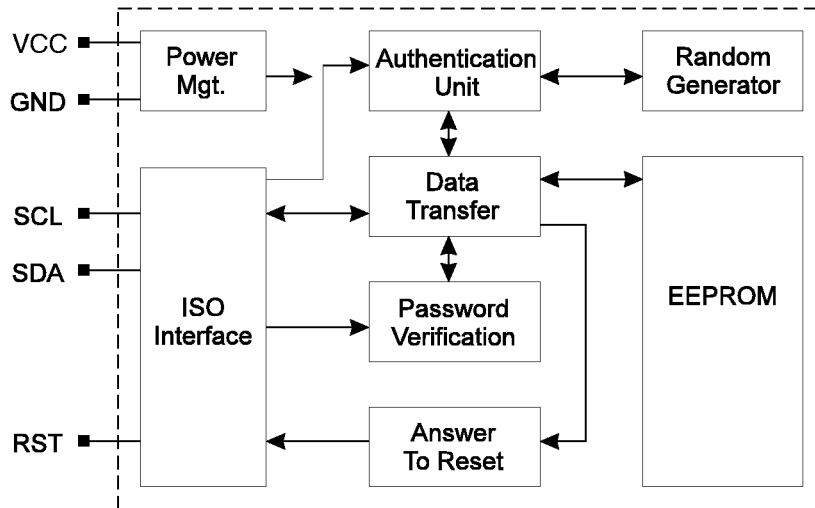 VCC
GND
SCL
SDA
RST
Power
Mgt.
Authentication
Unit
Random
Generator
ISO
Interface
Data
Transfer
Password
Verification
Answer
To Reset
EEPROM